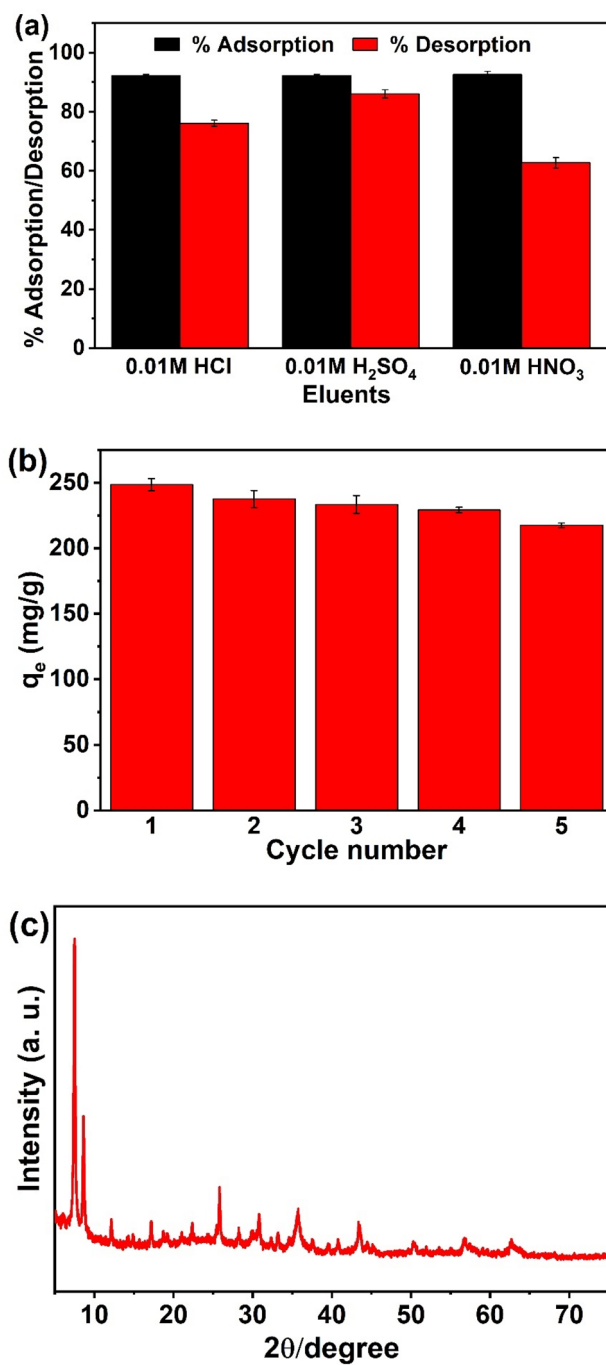 (a)
% Adsorption % Desorption
100
80
60
40
20
0
% Adsorption/Desorption
0.01M HCl 0.01M H₂SO₄ 0.01M HNO₃
Eluents
(b)
250
200
150
100
50
0
qₑ (mg/g)
1 2 3 4 5
Cycle number
(c)
Intensity (a. u.)
10 20 30 40 50 60 70
2θ/degree